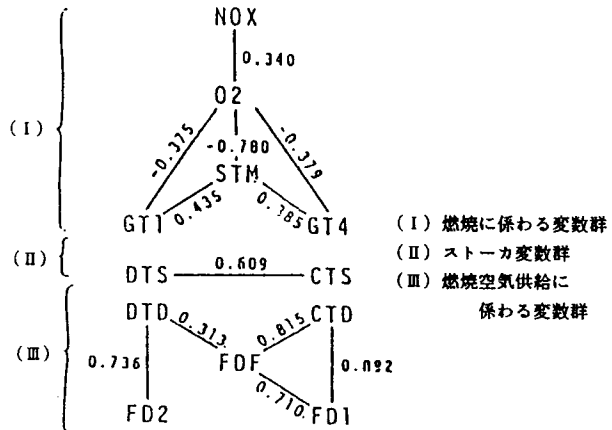 NOX
0.340
O2
-0.375
-0.780
-0.379
(I)
STM
0.435
0.385
GT1
GT4
(I) 燃焼に係わる変数群
(II)
0.609
(II) ストーカ変数群
DTS
CTS
(III) 燃焼空気供給に
係わる変数群
DTD
CTD
0.313
0.815
(III)
0.736
FDF
0.892
0.710
FD2
FD1